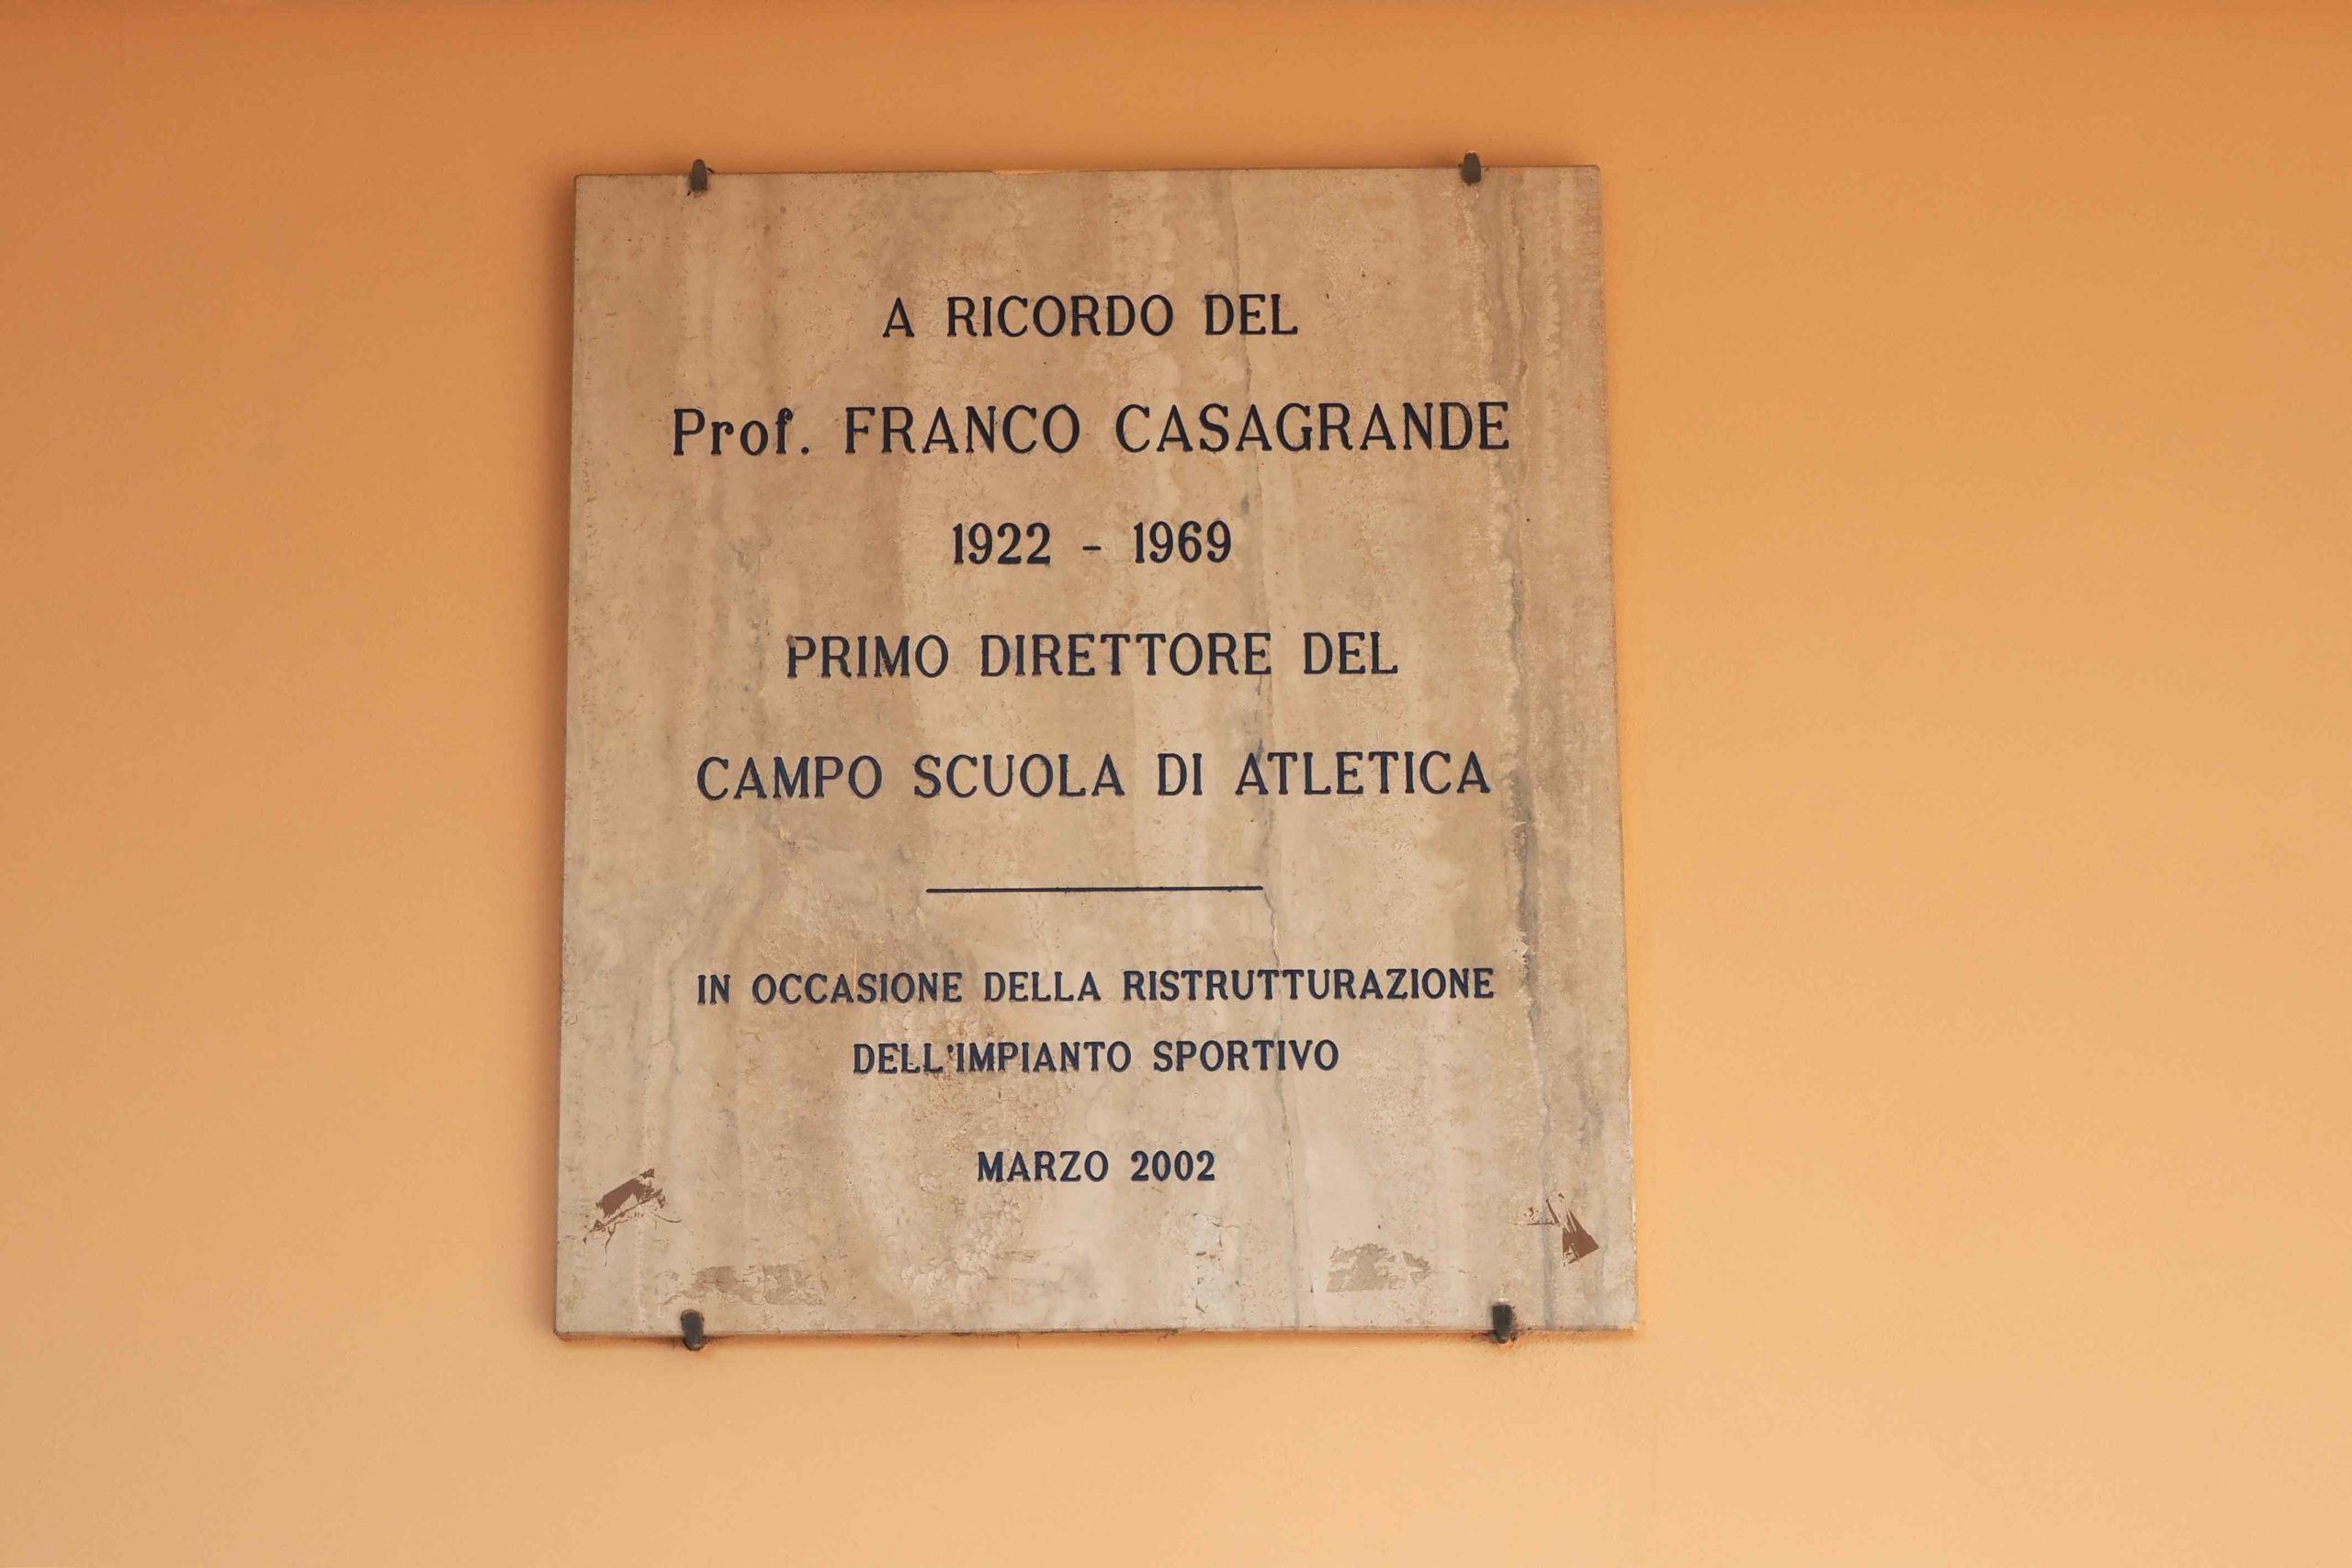 A RICORDO DEL
Prof. FRANCO CASAGRANDE
1922 - 1969
PRIMO DIRETTORE DEL
CAMPO SCUOLA DI ATLETICA
IN OCCASIONE DELLA RISTRUTTURAZIONE
DELL'IMPIANTO SPORTIVO
MARZO 2002